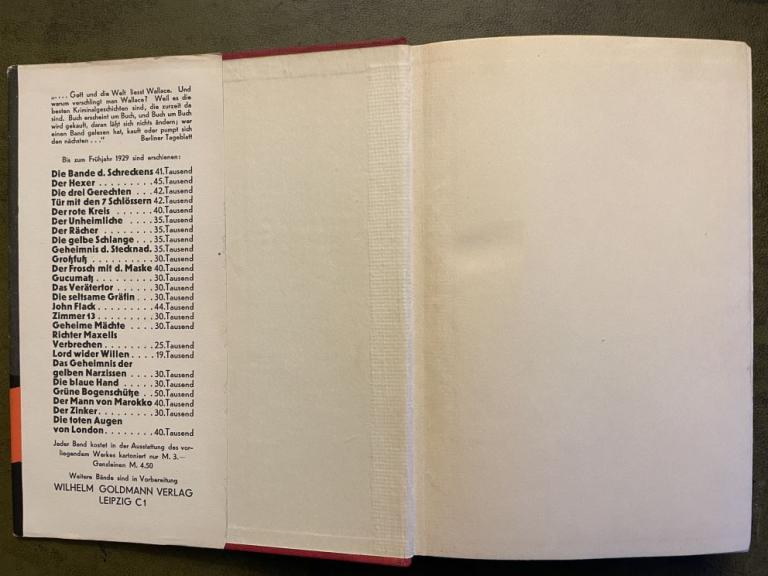 „.... Gott und die Welt liesst Wallace. Und
warum verschlingt man Wallace? Weil es die
besten Kriminalgeschichten sind, die zurzeit da
sind. Buch erscheint um Buch, und Buch um Buch
wird gekauft, daran läßt sich nichts ändern; wer
einen Band gelesen hat, kauft oder pumpt sich
den nächsten ..." Berliner Tageblatt
Bis zum Frühjahr 1929 sind erschienen:
Die Bande d. Schreckens 41.Tausend
Der Hexer ........ 45.Tausend
Die drei Gerechten ... 42.Tausend
Tür mit den 7 Schlössern 42.Tausend
Der rote Kreis ...... 40.Tausend
Der Unheimliche .... 35.Tausend
Der Rächer ....... 35.Tausend
Die gelbe Schlange ... 35.Tausend
Geheimnis d. Stecknad. 35.Tausend
Großfuß ......... 30.Tausend
Der Frosch mit d. Maske 40.Tausend
Gucumatz ........ 30.Tausend
Das Verätertor ..... 30.Tausend
Die seltsame Gräfin ... 30.Tausend
John Flack ........ 44.Tausend
Zimmer 13 ........ 30.Tausend
Geheime Mächte .... 30.Tausend
Richter Maxells
Verbrechen ....... 25.Tausend
Lord wider Willen .... 19.Tausend
Das Geheimnis der
gelben Narzissen .... 30.Tausend
Die blaue Hand ..... 30.Tausend
Grüne Bogenschütze .. 50.Tausend
Der Mann von Marokko 40.Tausend
Der Zinker ........ 30.Tausend
Die toten Augen
von London ....... 40.Tausend
Jeder Band kostet in der Ausstattung des vor-
liegendem Werkes kartoniert nur M. 3.—
Ganzleinen M. 4.50
Weitere Bände sind in Vorbereitung
WILHELM GOLDMANN VERLAG
LEIPZIG C1